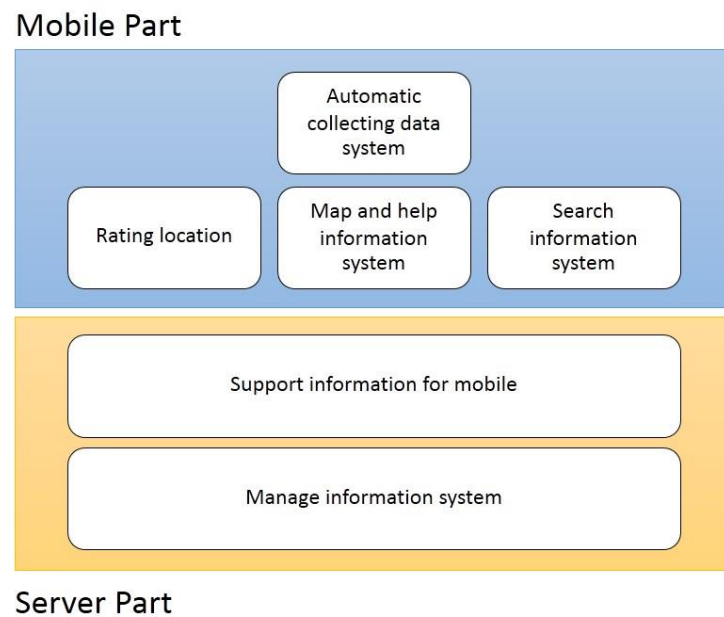 Mobile Part
Automatic
collecting data
system
Rating location
Map and help
information
system
Search
information
system
Support information for mobile
Manage information system
Server Part